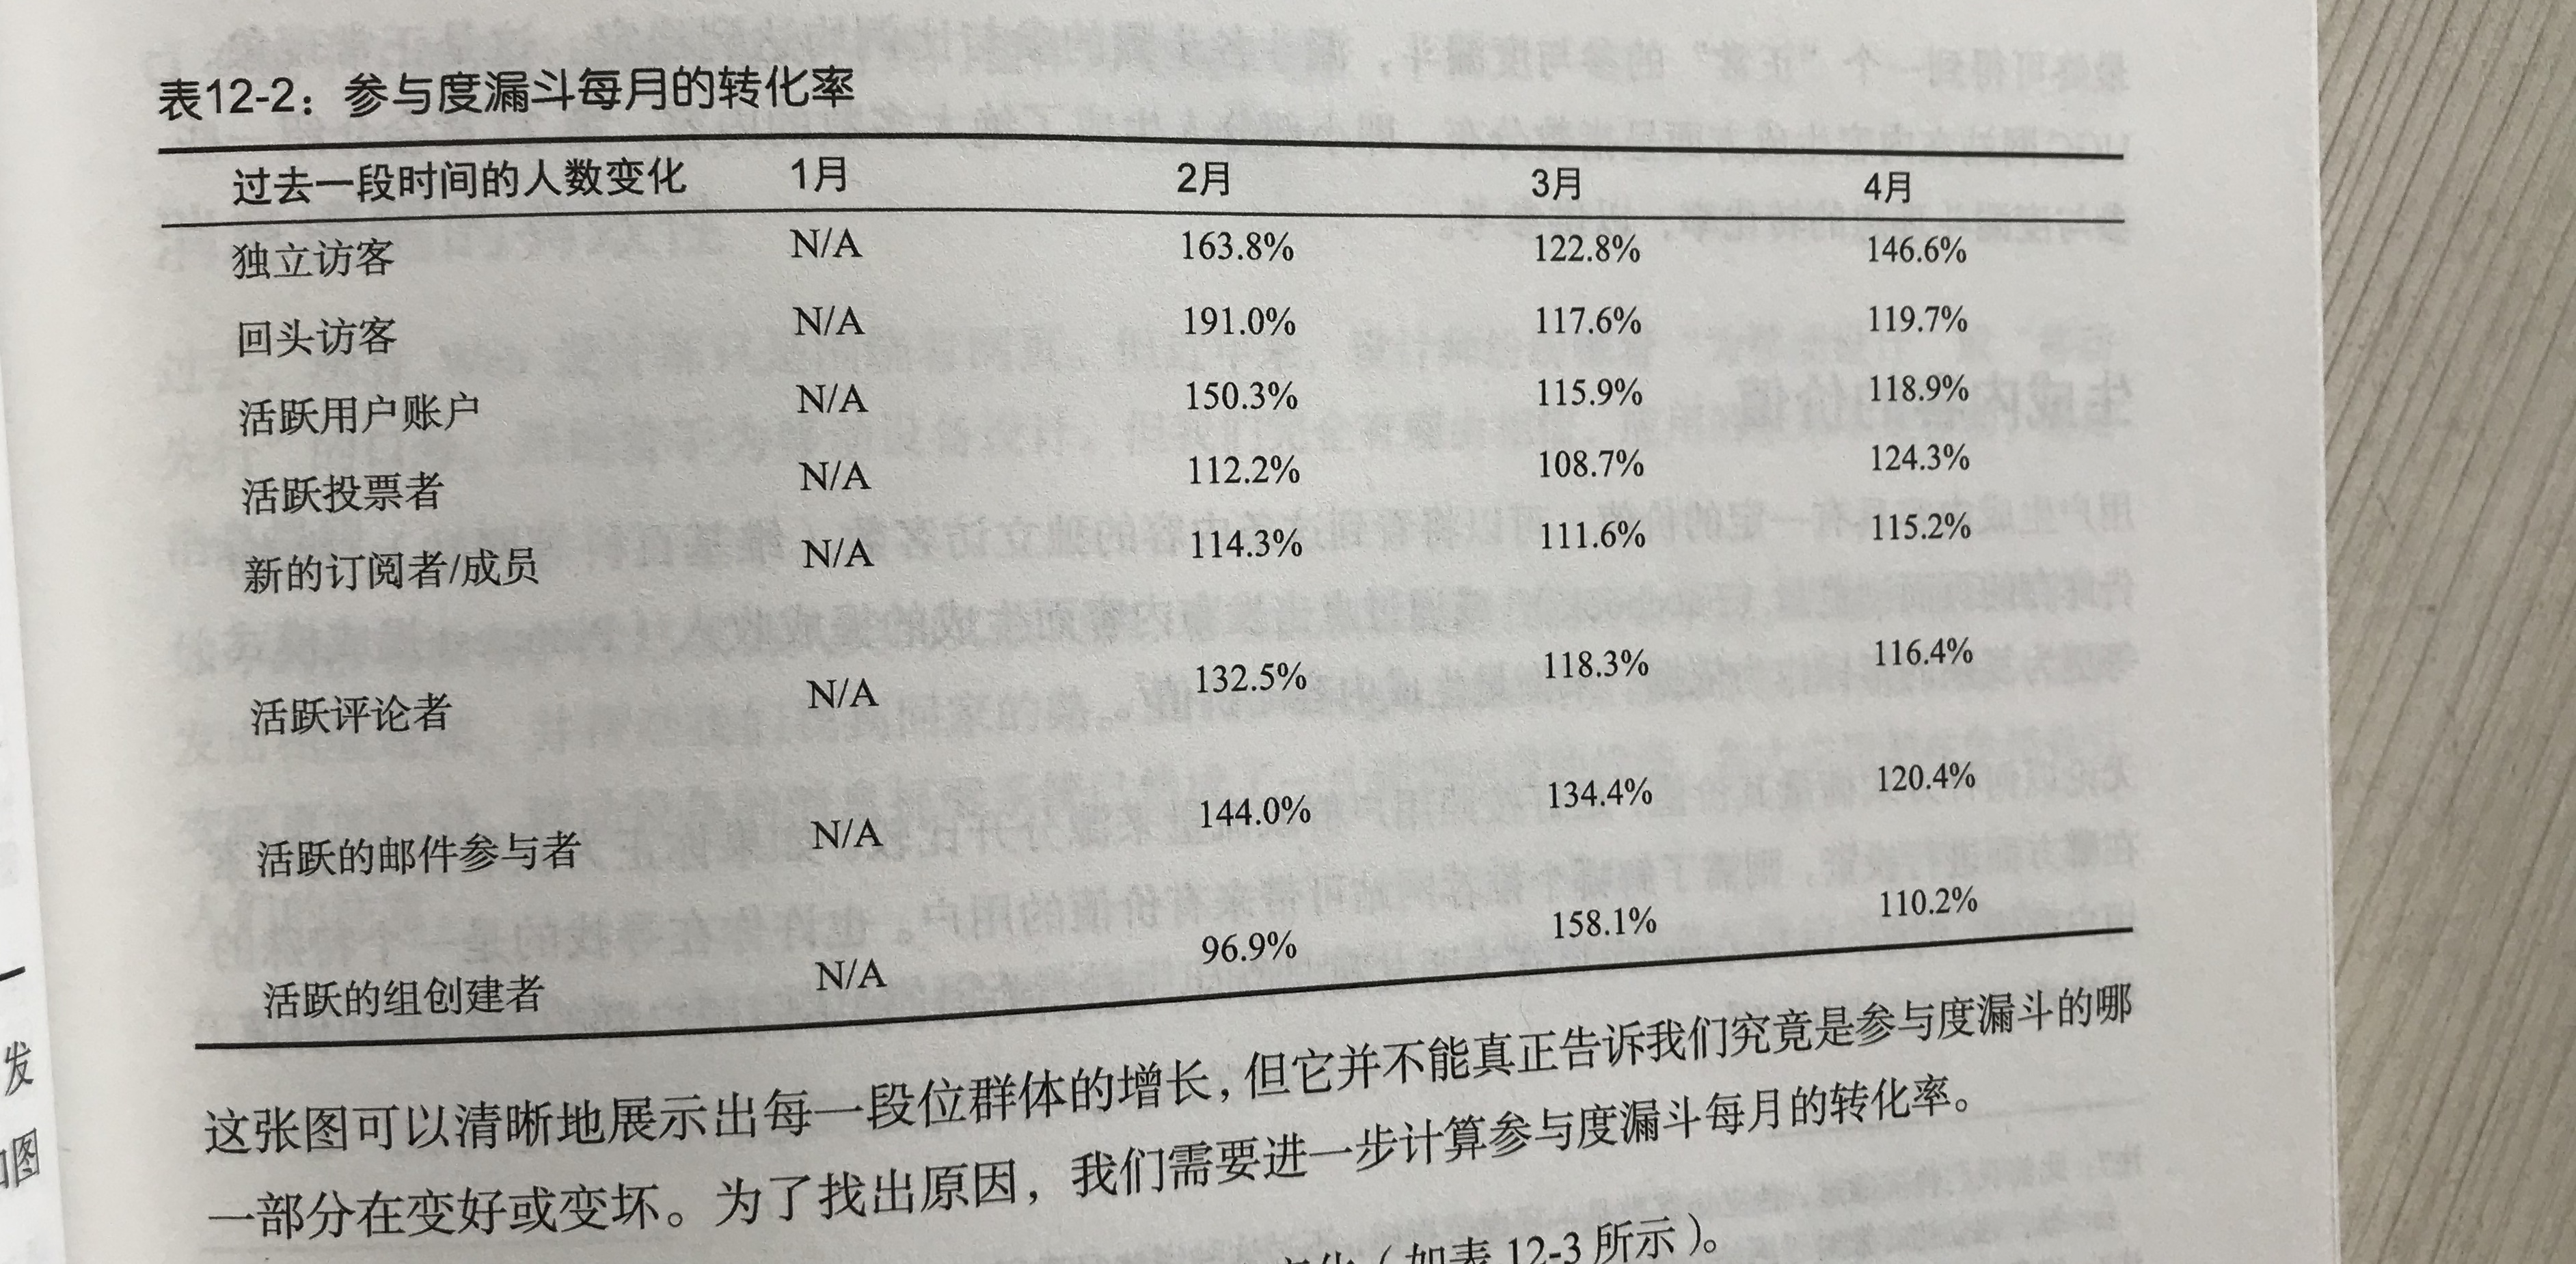 表12-2：参与度漏斗每月的转化率
过去一段时间的人数变化 1月 2月 3月 4月
独立访客 N/A 163.8% 122.8% 146.6%
回头访客 N/A 191.0% 117.6% 119.7%
活跃用户账户 N/A 150.3% 115.9% 118.9%
活跃投票者 N/A 112.2% 108.7% 124.3%
新的订阅者/成员 N/A 114.3% 111.6% 115.2%
活跃评论者 N/A 132.5% 118.3% 116.4%
活跃的邮件参与者 N/A 144.0% 134.4% 120.4%
活跃的组创建者 N/A 96.9% 158.1% 110.2%
这张图可以清晰地展示出每一段位群体的增长，但它并不能真正告诉我们究竟是参与度漏斗的哪
一部分在变好或变坏。为了找出原因，我们需要进一步计算参与度漏斗每月的转化率。
（如表 12-3 所示）。
发
图